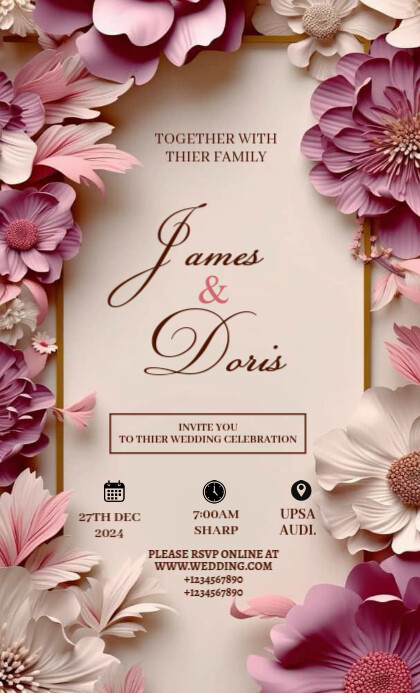 TOGETHER WITH
THIER FAMILY
James
&
Doris
INVITE YOU
TO THIER WEDDING CELEBRATION
27TH DEC
2024
7:00AM
SHARP
UPSA
AUDI.
PLEASE RSVP ONLINE AT
WWW.WEDDING.COM
+1234567890
+1234567890